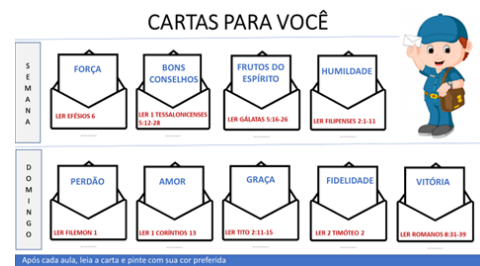 CARTAS PARA VOCÊ
SEMANA
FORÇA
LER EFÉSIOS 6
BONS
CONSELHOS
LER 1 TESSALONICENSES
5:12-28
FRUTOS DO
ESPÍRITO
LER GÁLATAS 5:16-26
HUMILDADE
LER FILIPENSES 2:1-11
DOMINGO
PERDÃO
LER FILEMON 1
AMOR
LER 1 CORÍNTIOS 13
GRAÇA
LER TITO 2:11-15
FIDELIDADE
LER 2 TIMÓTEO 2
VITÓRIA
LER ROMANOS 8:31-39
Após cada aula, leia a carta e pinte com sua cor preferida